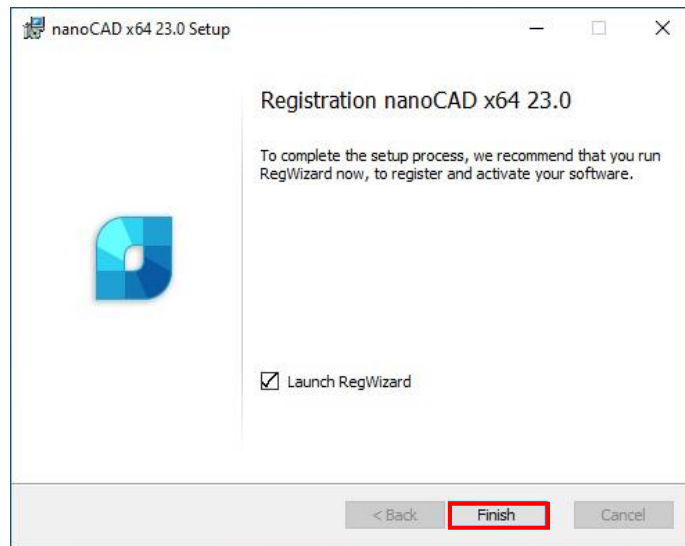 nanoCAD x64 23.0 Setup
Registration nanoCAD x64 23.0
To complete the setup process, we recommend that you run
RegWizard now, to register and activate your software.
Launch RegWizard
< Back
Finish
Cancel